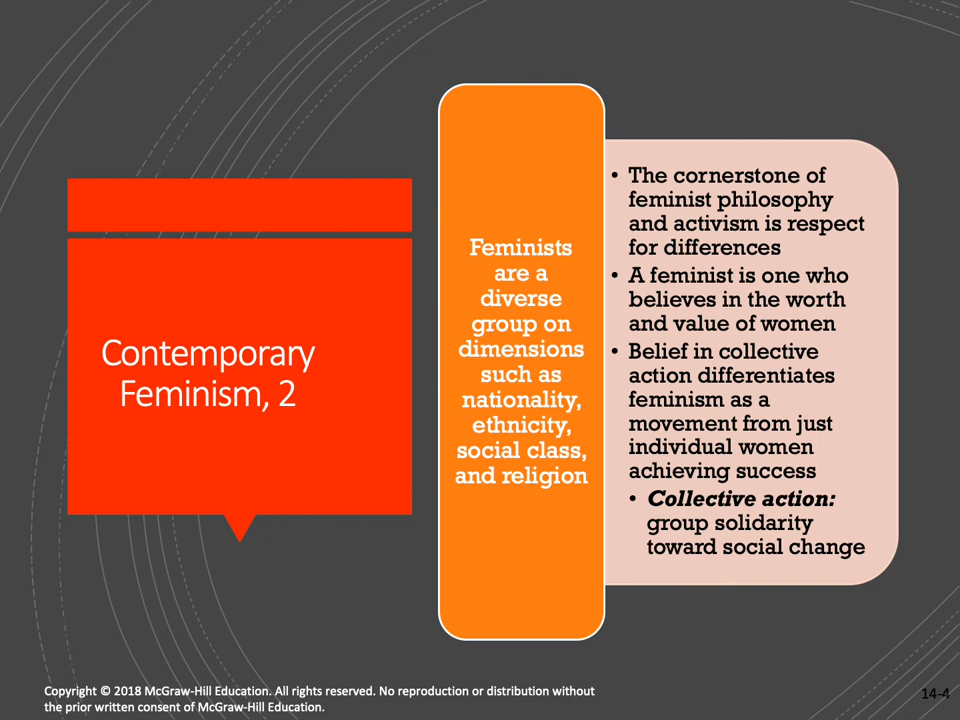 Contemporary
Feminism, 2
Feminists
are a
diverse
group on
dimensions
such as
nationality,
ethnicity,
social class,
and religion
• The cornerstone of
feminist philosophy
and activism is respect
for differences
• A feminist is one who
believes in the worth
and value of women
• Belief in collective
action differentiates
feminism as a
movement from just
individual women
achieving success
• Collective action:
group solidarity
toward social change
Copyright © 2018 McGraw-Hill Education. All rights reserved. No reproduction or distribution without
the prior written consent of McGraw-Hill Education.
14-4